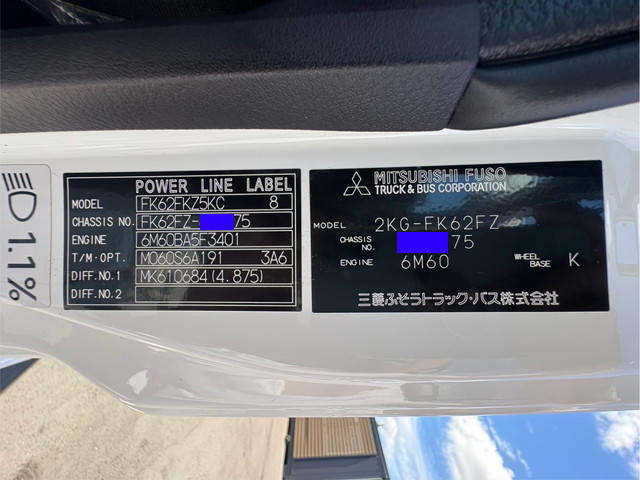 1.1%
POWER LINE LABEL
MODEL FK62FK75KC 8
CHASSIS NO. FK62FZ- 75
ENGINE 6M60BA5F3401
T/M·OPT. M060S6A191 3A6
DIFF.NO.1 MK610684(4.875)
DIFF.NO.2
MITSUBISHI FUSO
TRUCK & BUS CORPORATION
MODEL 2KG-FK62FZ
CHASSIS NO. 75
ENGINE 6M60 WHEEL BASE K
三菱ふそうトラック・バス株式会社